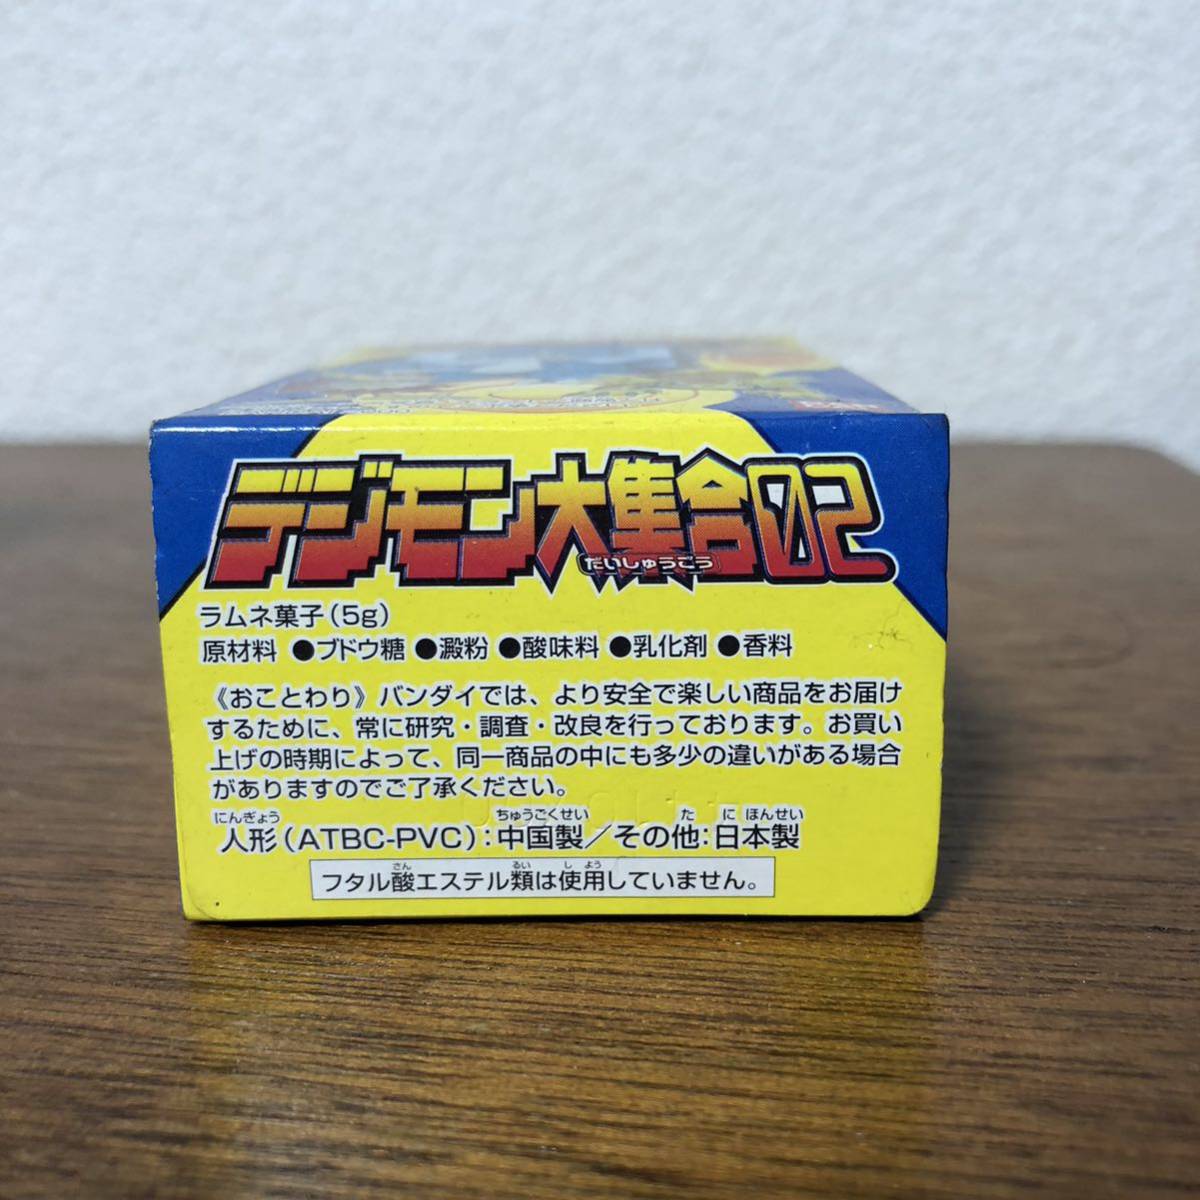 デジモン大集合02
だいしゅうごう
ラムネ菓子(5g)
原材料 ●ブドウ糖 ●澱粉 ●酸味料 ●乳化剤 ●香料
《おことわり》バンダイでは、より安全で楽しい商品をお届け
するために、常に研究・調査・改良を行っております。お買い
上げの時期によって、同一商品の中にも多少の違いがある場合
がありますのでご了承ください。
にんぎょう ちゅうごくせい た にほんせい
人形(ATBC-PVC):中国製/その他:日本製
さん るい しよう
フタル酸エステル類は使用していません。